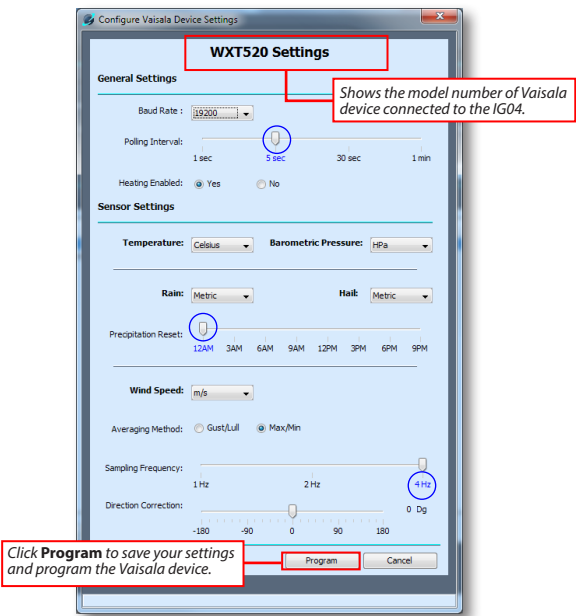 Configure Vaisala Device Settings
x
WXT520 Settings
General Settings
Shows the model number of Vaisala
device connected to the IG04.
Baud Rate : 19200
Polling Interval:
1 sec 5 sec 30 sec 1 min
Heating Enabled: Yes No
Sensor Settings
Temperature: Celsius Barometric Pressure: HPa
Rain: Metric Hail: Metric
Precipitation Reset:
12AM 3AM 6AM 9AM 12PM 3PM 6PM 9PM
Wind Speed: m/s
Averaging Method: Gust/Lull Max/Min
Sampling Frequency:
1 Hz 2 Hz 4 Hz
Direction Correction: 0 Dg
-180 -90 0 90 180
Click Program to save your settings
and program the Vaisala device.
Program Cancel